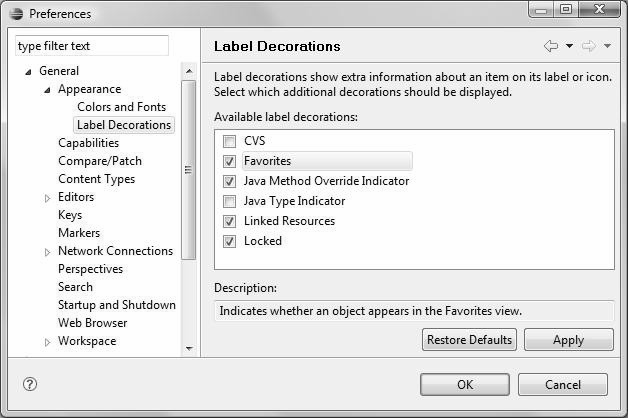 Preferences
type filter text
General
Appearance
Colors and Fonts
Label Decorations
Capabilities
Compare/Patch
Content Types
Editors
Keys
Markers
Network Connections
Perspectives
Search
Startup and Shutdown
Web Browser
Workspace
Label Decorations
Label decorations show extra information about an item on its label or icon.
Select which additional decorations should be displayed.
Available label decorations:
CVS
Favorites
Java Method Override Indicator
Java Type Indicator
Linked Resources
Locked
Description:
Indicates whether an object appears in the Favorites view.
Restore Defaults Apply
? OK Cancel